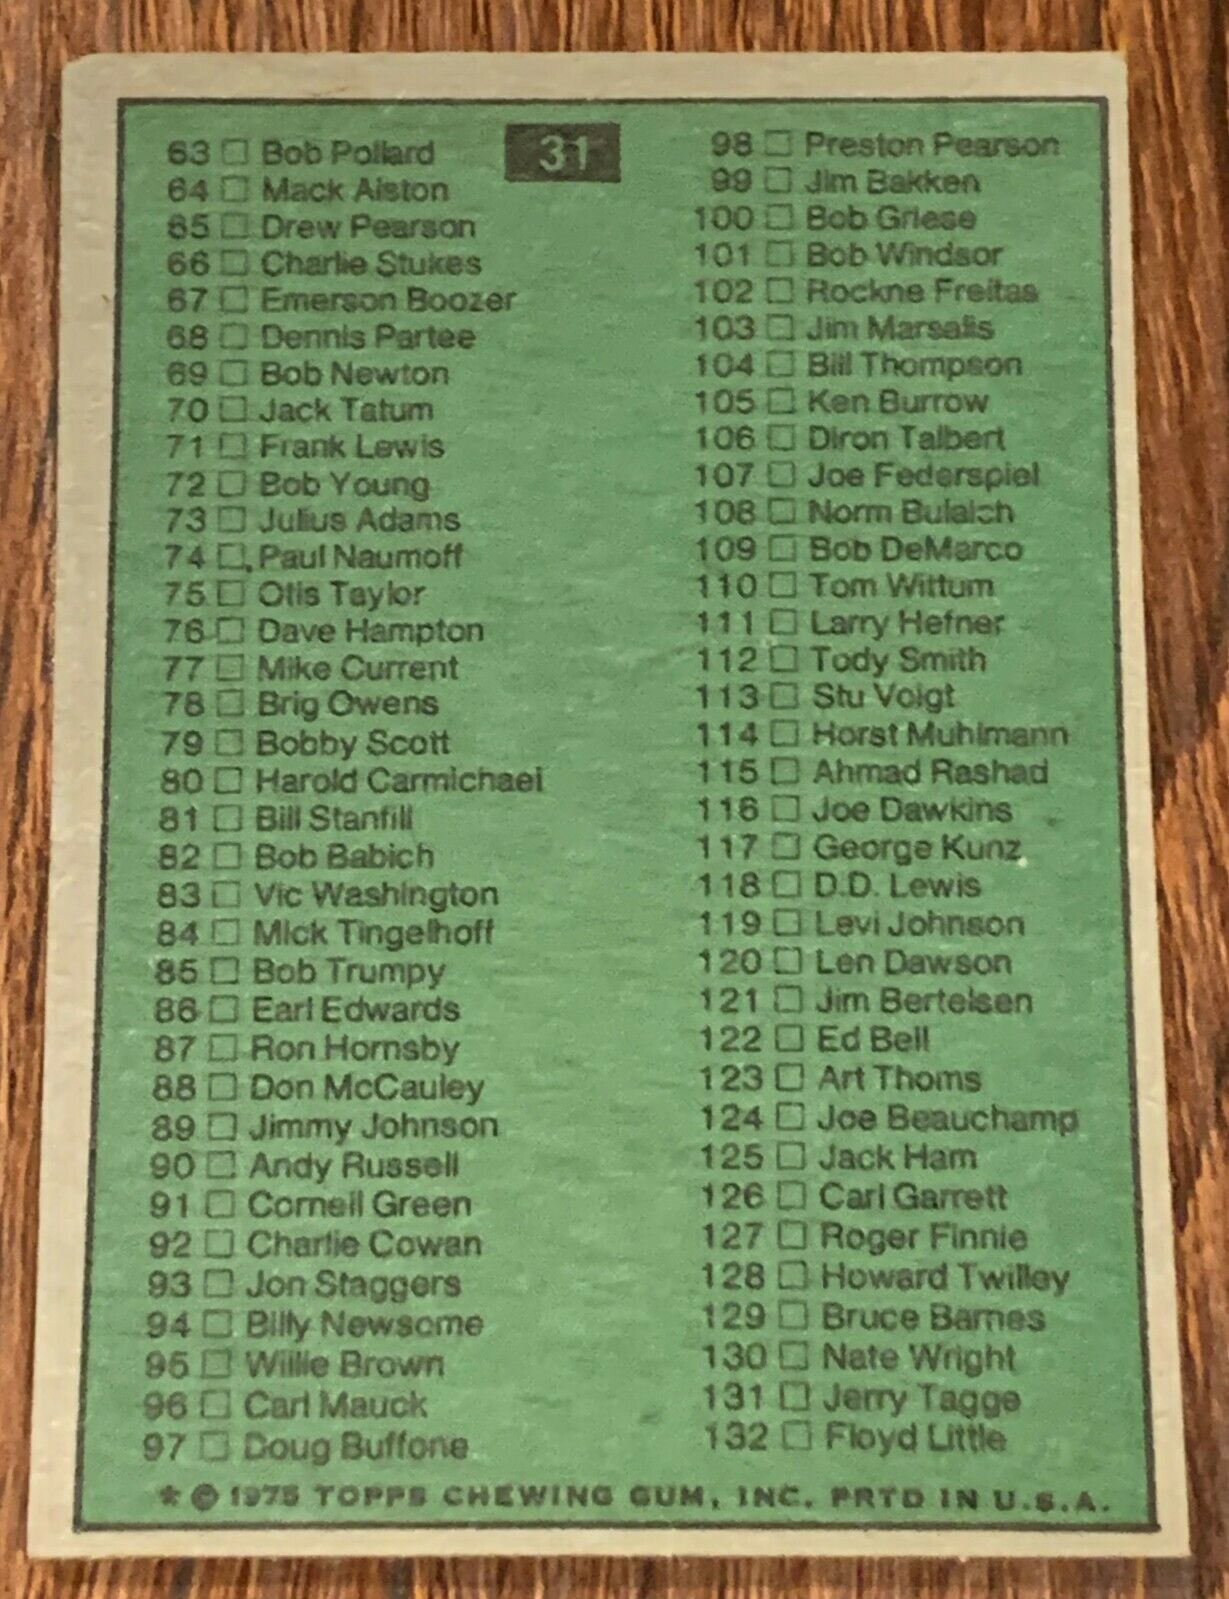 31
63 Bob Pollard
64 Mack Alston
65 Drew Pearson
66 Charlie Stukes
67 Emerson Boozer
68 Dennis Partee
69 Bob Newton
70 Jack Tatum
71 Frank Lewis
72 Bob Young
73 Julius Adams
74 Paul Naumoff
75 Otis Taylor
76 Dave Hampton
77 Mike Current
78 Brig Owens
79 Bobby Scott
80 Harold Carmichael
81 Bill Stanfill
82 Bob Babich
83 Vic Washington
84 Mick Tingelhoff
85 Bob Trumpy
86 Earl Edwards
87 Ron Hornsby
88 Don McCauley
89 Jimmy Johnson
90 Andy Russell
91 Cornell Green
92 Charlie Cowan
93 Jon Staggers
94 Billy Newsome
95 Willie Brown
96 Carl Mauck
97 Doug Buffone
98 Preston Pearson
99 Jim Bakken
100 Bob Griese
101 Bob Windsor
102 Rockne Freitas
103 Jim Marsalis
104 Bill Thompson
105 Ken Burrow
106 Diron Talbert
107 Joe Federspiel
108 Norm Bulaich
109 Bob DeMarco
110 Tom Wittum
111 Larry Hefner
112 Tody Smith
113 Stu Voigt
114 Horst Muhlmann
115 Ahmad Rashad
116 Joe Dawkins
117 George Kunz
118 D.D. Lewis
119 Levi Johnson
120 Len Dawson
121 Jim Bertelsen
122 Ed Bell
123 Art Thoms
124 Joe Beauchamp
125 Jack Ham
126 Carl Garrett
127 Roger Finnie
128 Howard Twilley
129 Bruce Barnes
130 Nate Wright
131 Jerry Tagge
132 Floyd Little
* © 1975 TOPPS CHEWING GUM, INC. PRTD IN U.S.A.